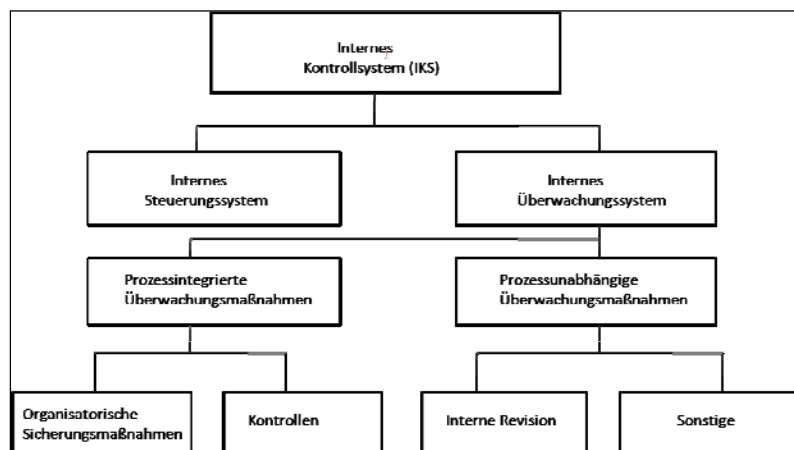 Internes
Kontrollsystem (IKS)
Internes
Steuerungssystem
Internes
Überwachungssystem
Prozessintegrierte
Überwachungsmaßnahmen
Prozessunabhängige
Überwachungsmaßnahmen
Organisatorische
Sicherungsmaßnahmen
Kontrollen
Interne Revision
Sonstige